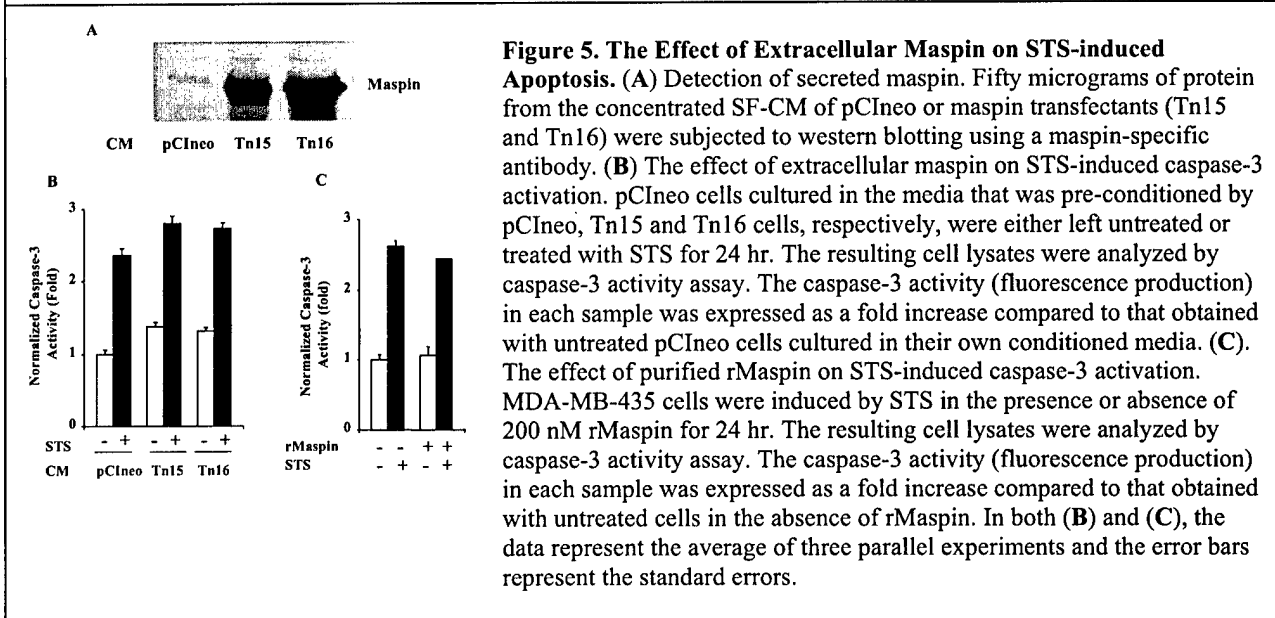 A
Maspin
CM pCIneo Tn15 Tn16
B
C
3
2
1
0
Normalized Caspase-3
Activity (Fold)
STS - + - + - +
CM pCIneo Tn15 Tn16
3
2
1
0
Normalized Caspase-3
Activity (fold)
rMaspin - - + +
STS - + - +
Figure 5. The Effect of Extracellular Maspin on STS-induced
Apoptosis. (A) Detection of secreted maspin. Fifty micrograms of protein
from the concentrated SF-CM of pCIneo or maspin transfectants (Tn15
and Tn16) were subjected to western blotting using a maspin-specific
antibody. (B) The effect of extracellular maspin on STS-induced caspase-3
activation. pCIneo cells cultured in the media that was pre-conditioned by
pCIneo, Tn15 and Tn16 cells, respectively, were either left untreated or
treated with STS for 24 hr. The resulting cell lysates were analyzed by
caspase-3 activity assay. The caspase-3 activity (fluorescence production)
in each sample was expressed as a fold increase compared to that obtained
with untreated pCIneo cells cultured in their own conditioned media. (C).
The effect of purified rMaspin on STS-induced caspase-3 activation.
MDA-MB-435 cells were induced by STS in the presence or absence of
200 nM rMaspin for 24 hr. The resulting cell lysates were analyzed by
caspase-3 activity assay. The caspase-3 activity (fluorescence production)
in each sample was expressed as a fold increase compared to that obtained
with untreated cells in the absence of rMaspin. In both (B) and (C), the
data represent the average of three parallel experiments and the error bars
represent the standard errors.